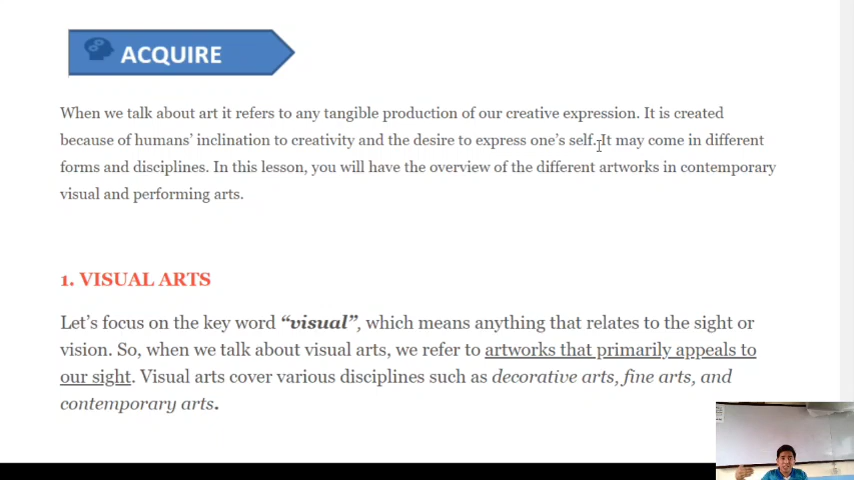 ACQUIRE
When we talk about art it refers to any tangible production of our creative expression. It is created
because of humans’ inclination to creativity and the desire to express one’s self. It may come in different
forms and disciplines. In this lesson, you will have the overview of the different artworks in contemporary
visual and performing arts.
1. VISUAL ARTS
Let’s focus on the key word “visual”, which means anything that relates to the sight or
vision. So, when we talk about visual arts, we refer to artworks that primarily appeals to
our sight. Visual arts cover various disciplines such as decorative arts, fine arts, and
contemporary arts.